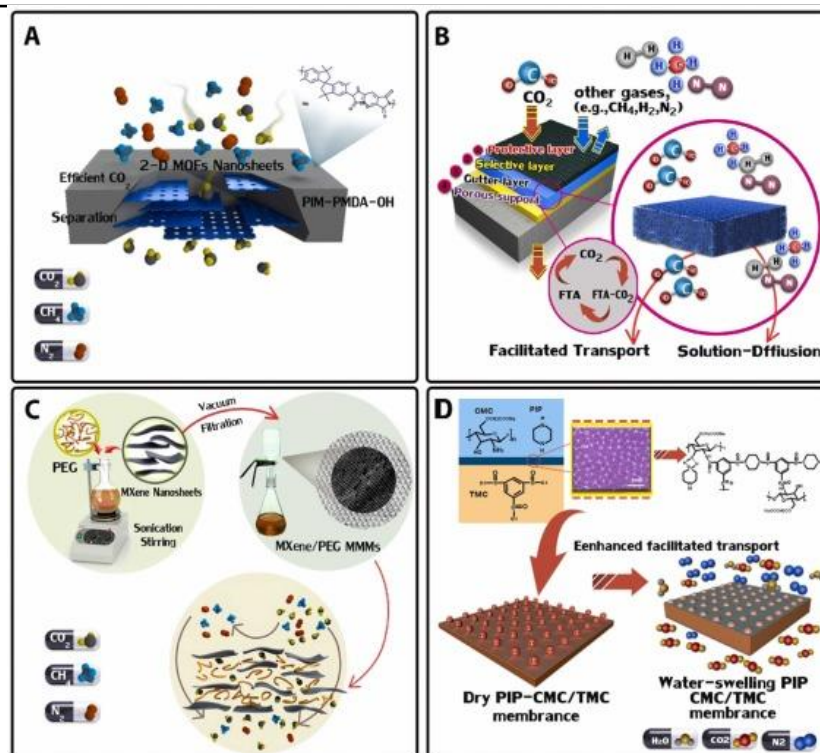 A
2-D MOFs Nanosheets
Efficient CO2
Separation
PIM-PMDA-OH
CO2
CH4
N2
B
CO2
other gases,
(e.g.,CH4,H2,N2)
Protective layer
Selective layer
Gutter layer
Porous support
CO2
FTA
FTA-CO2
Facilitated Transport
Solution-Dffiusion
C
PEG
MXene Nanosheets
Vacuum
Filtration
Sonication
Stirring
MXene/PEG MMMs
CO2
CH4
N2
D
CMC
PIP
TMC
Eenhanced facilitated transport
Dry PIP-CMC/TMC
membrance
Water-swelling PIP
CMC/TMC
membrance
H2O
CO2
N2